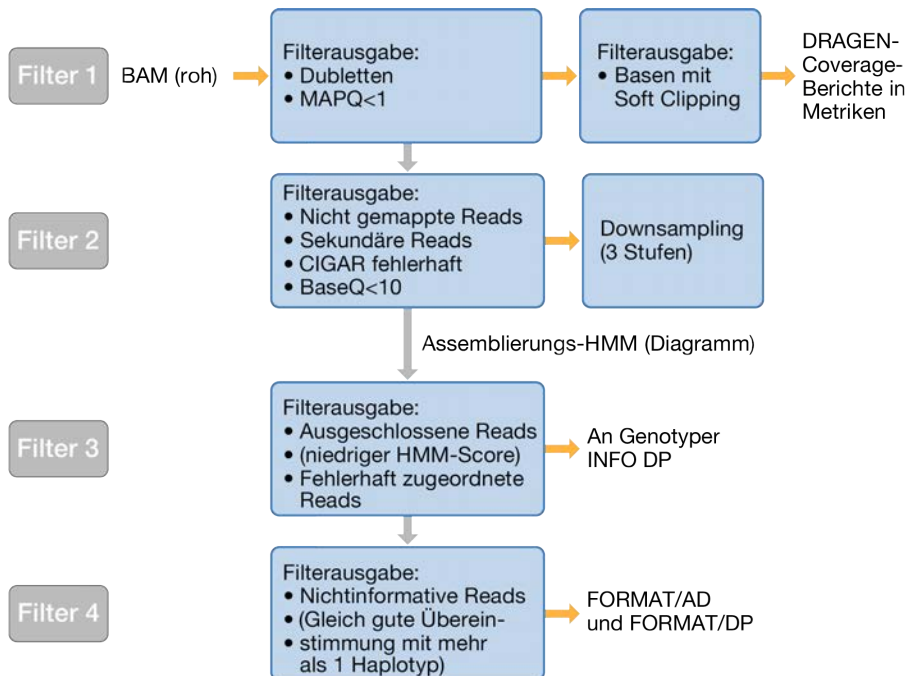 Filter 1
BAM (roh)
Filterausgabe:
• Dubletten
• MAPQ<1
Filterausgabe:
• Basen mit
Soft Clipping
DRAGEN-
Coverage-
Berichte in
Metriken
Filter 2
Filterausgabe:
• Nicht gemappte Reads
• Sekundäre Reads
• CIGAR fehlerhaft
• BaseQ<10
Downsampling
(3 Stufen)
Assemblierungs-HMM (Diagramm)
Filter 3
Filterausgabe:
• Ausgeschlossene Reads
• (niedriger HMM-Score)
• Fehlerhaft zugeordnete
Reads
An Genotyper
INFO DP
Filter 4
Filterausgabe:
• Nichtinformative Reads
• (Gleich gute Überein-
• stimmung mit mehr
als 1 Haplotyp)
FORMAT/AD
und FORMAT/DP